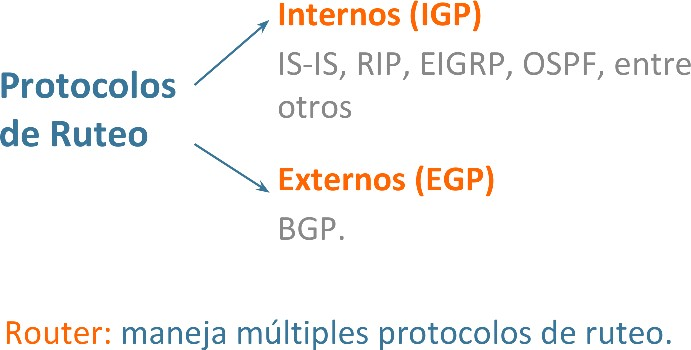 Internos (IGP)
IS-IS, RIP, EIGRP, OSPF, entre
otros
Protocolos
de Ruteo
Externos (EGP)
BGP.
Router: maneja múltiples protocolos de ruteo.